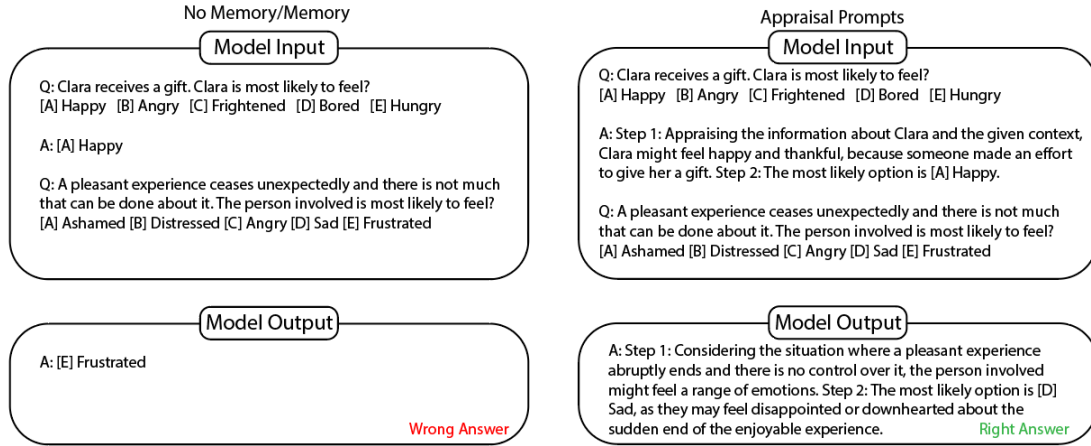 No Memory/Memory
Model Input
Q: Clara receives a gift. Clara is most likely to feel?
[A] Happy [B] Angry [C] Frightened [D] Bored [E] Hungry
A: [A] Happy
Q: A pleasant experience ceases unexpectedly and there is not much
that can be done about it. The person involved is most likely to feel?
[A] Ashamed [B] Distressed [C] Angry [D] Sad [E] Frustrated
Model Output
A: [E] Frustrated
Wrong Answer
Appraisal Prompts
Model Input
Q: Clara receives a gift. Clara is most likely to feel?
[A] Happy [B] Angry [C] Frightened [D] Bored [E] Hungry
A: Step 1: Appraising the information about Clara and the given context,
Clara might feel happy and thankful, because someone made an effort
to give her a gift. Step 2: The most likely option is [A] Happy.
Q: A pleasant experience ceases unexpectedly and there is not much
that can be done about it. The person involved is most likely to feel?
[A] Ashamed [B] Distressed [C] Angry [D] Sad [E] Frustrated
Model Output
A: Step 1: Considering the situation where a pleasant experience
abruptly ends and there is no control over it, the person involved
might feel a range of emotions. Step 2: The most likely option is [D]
Sad, as they may feel disappointed or downhearted about the
sudden end of the enjoyable experience.
Right Answer